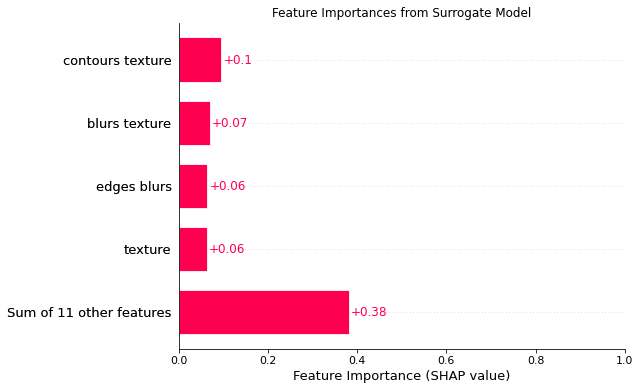 Feature Importances from Surrogate Model
contours texture +0.1
blurs texture +0.07
edges blurs +0.06
texture +0.06
Sum of 11 other features +0.38
0.0 0.2 0.4 0.6 0.8 1.0
Feature Importance (SHAP value)